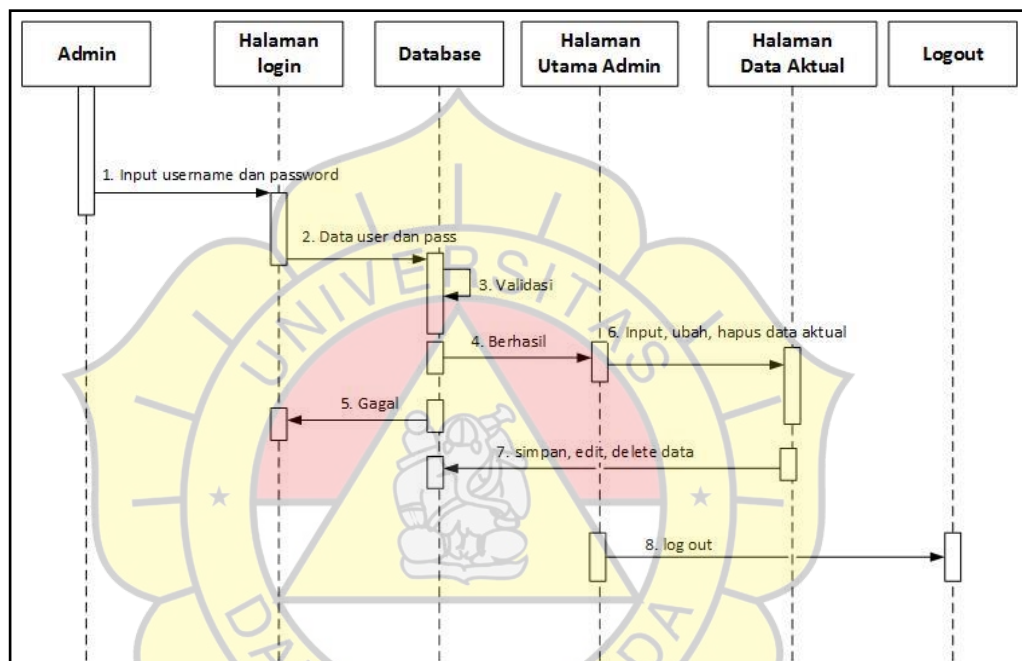 Admin
Halaman
login
Database
Halaman
Utama Admin
Halaman
Data Aktual
Logout
1. Input username dan password
2. Data user dan pass
3. Validasi
4. Berhasil
6. Input, ubah, hapus data aktual
5. Gagal
7. simpan, edit, delete data
8. log out
UNIVERSITAS